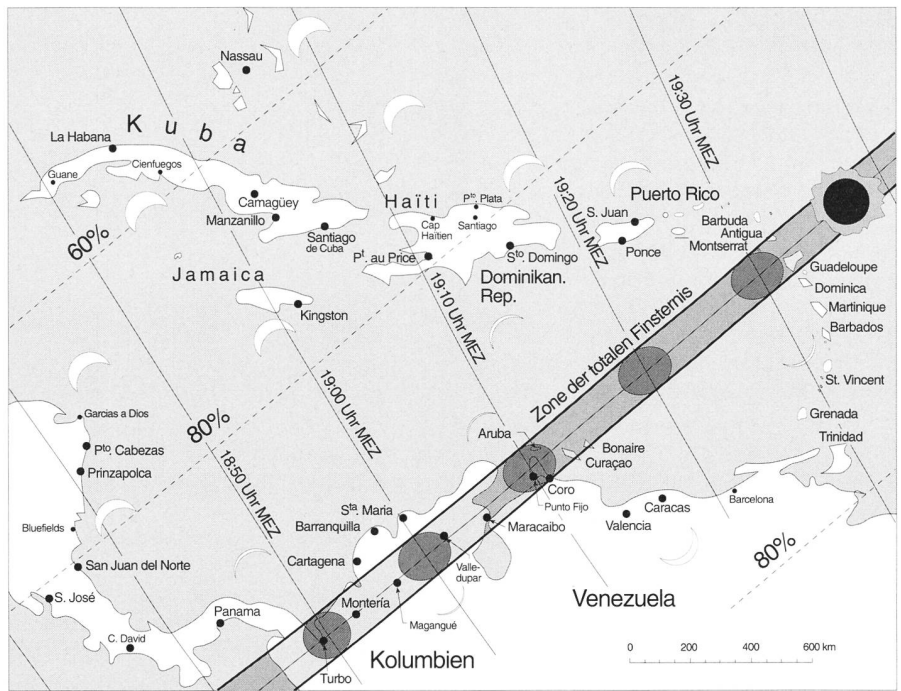 Nassau
Kuba
La Habana
Cienfuegos
Guane
Camagüey
Manzanillo
Santiago
de Cuba
60%
Jamaica
Kingston
Haïti
Pto. Plata
Cap
Haïtien
Santiago
Pt. au Price
Sto. Domingo
Dominikan.
Rep.
19:30 Uhr MEZ
19:20 Uhr MEZ
19:10 Uhr MEZ
19:00 Uhr MEZ
18:50 Uhr MEZ
Puerto Rico
S. Juan
Ponce
Barbuda
Antigua
Montserrat
Guadeloupe
Dominica
Martinique
Barbados
St. Vincent
Grenada
Trinidad
Zone der totalen Finsternis
80%
Garcias a Dios
Pto. Cabezas
Prinzapolca
Bluefields
San Juan del Norte
S. José
C. David
Panama
Aruba
Bonaire
Curaçao
Coro
Punto Fijo
Sta. Maria
Barranquilla
Cartagena
Maracaibo
Valle-
dupar
Montería
Magangué
Turbo
Kolumbien
Venezuela
Valencia
Caracas
Barcelona
80%
0 200 400 600 km